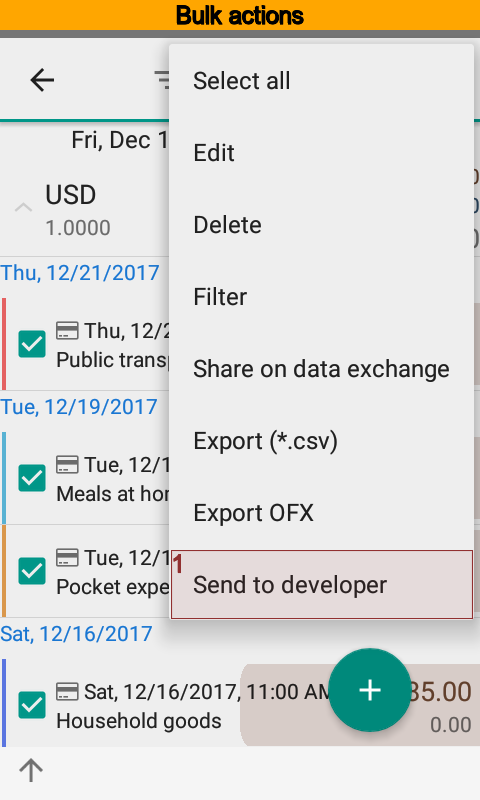 Bulk actions
Fri, Dec 1
USD
1.0000
Select all
Edit
Delete
Filter
Share on data exchange
Export (*.csv)
Export OFX
1
Send to developer
Thu, 12/21/2017
Thu, 12/2
Public trans
Tue, 12/19/2017
Tue, 12/1
Meals at hor
Tue, 12/1
Pocket expe
Sat, 12/16/2017
Sat, 12/16/2017, 11:00 AM
35.00
Household goods
0.00